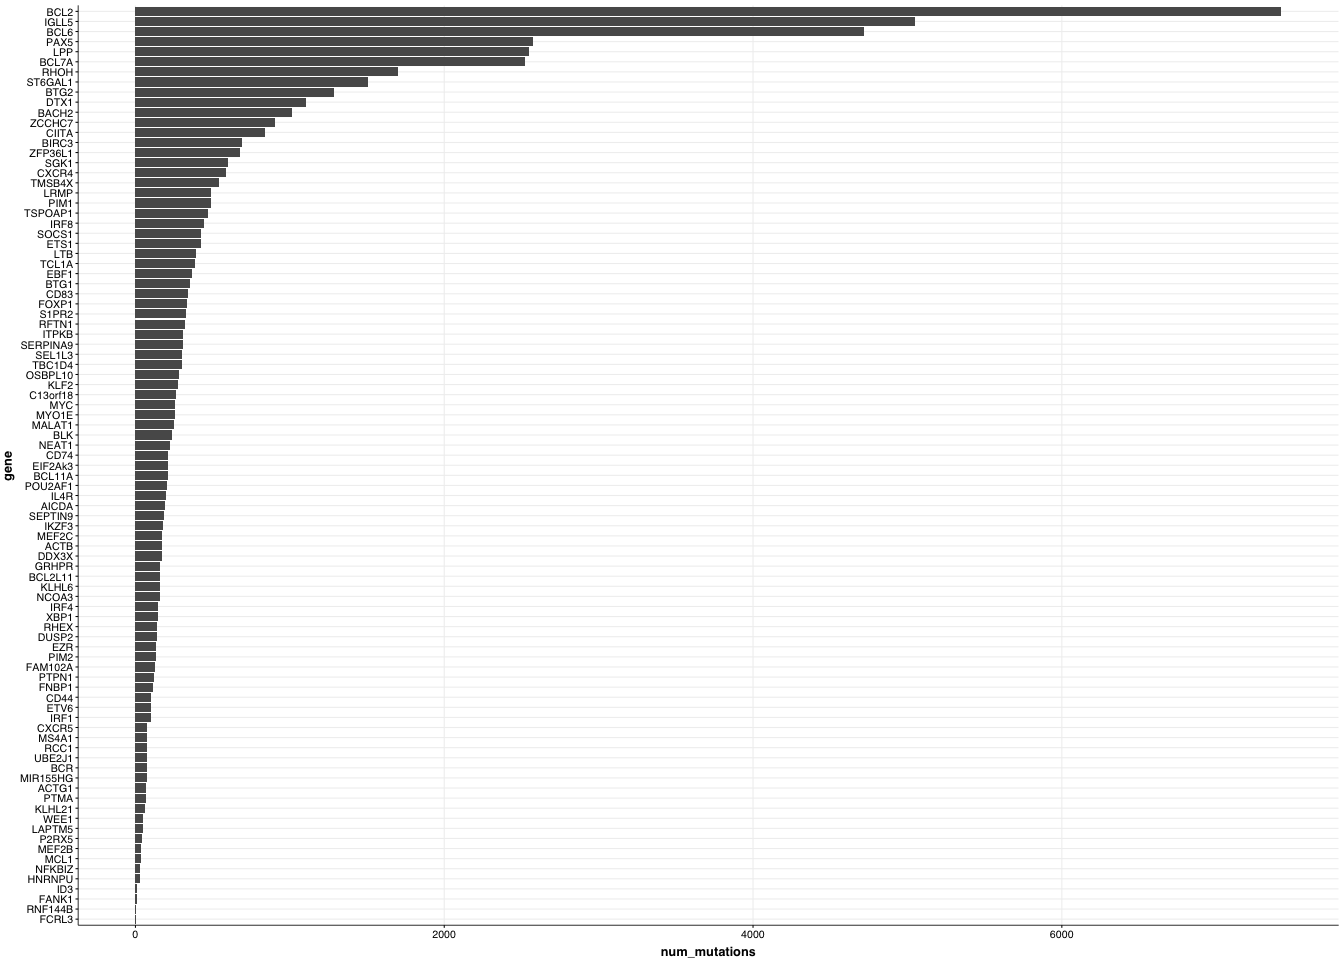 BCL2
IGLL5
BCL6
PAX5
LPP
BCL7A
RHOH
ST6GAL1
BTG2
DTX1
BACH2
ZCCHC7
CIITA
BIRC3
ZFP36L1
SGK1
CXCR4
TMSB4X
LRMP
PIM1
TSPOAP1
IRF8
SOCS1
ETS1
LTB
TCL1A
EBF1
BTG1
CD83
FOXP1
S1PR2
RFTN1
ITPKB
SERPINA9
SEL1L3
TBC1D4
OSBPL10
KLF2
C13orf18
MYC
MYO1E
MALAT1
BLK
NEAT1
CD74
EIF2Ak3
BCL11A
POU2AF1
IL4R
AICDA
SEPTIN9
IKZF3
MEF2C
ACTB
DDX3X
GRHPR
BCL2L11
KLHL6
NCOA3
IRF4
XBP1
RHEX
DUSP2
EZR
PIM2
FAM102A
PTPN1
FNBP1
CD44
ETV6
IRF1
CXCR5
MS4A1
RCC1
UBE2J1
BCR
MIR155HG
ACTG1
PTMA
KLHL21
WEE1
LAPTM5
P2RX5
MEF2B
MCL1
NFKBIZ
HNRNPU
ID3
FANK1
RNF144B
FCRL3
gene
0 2000 4000 6000
num_mutations